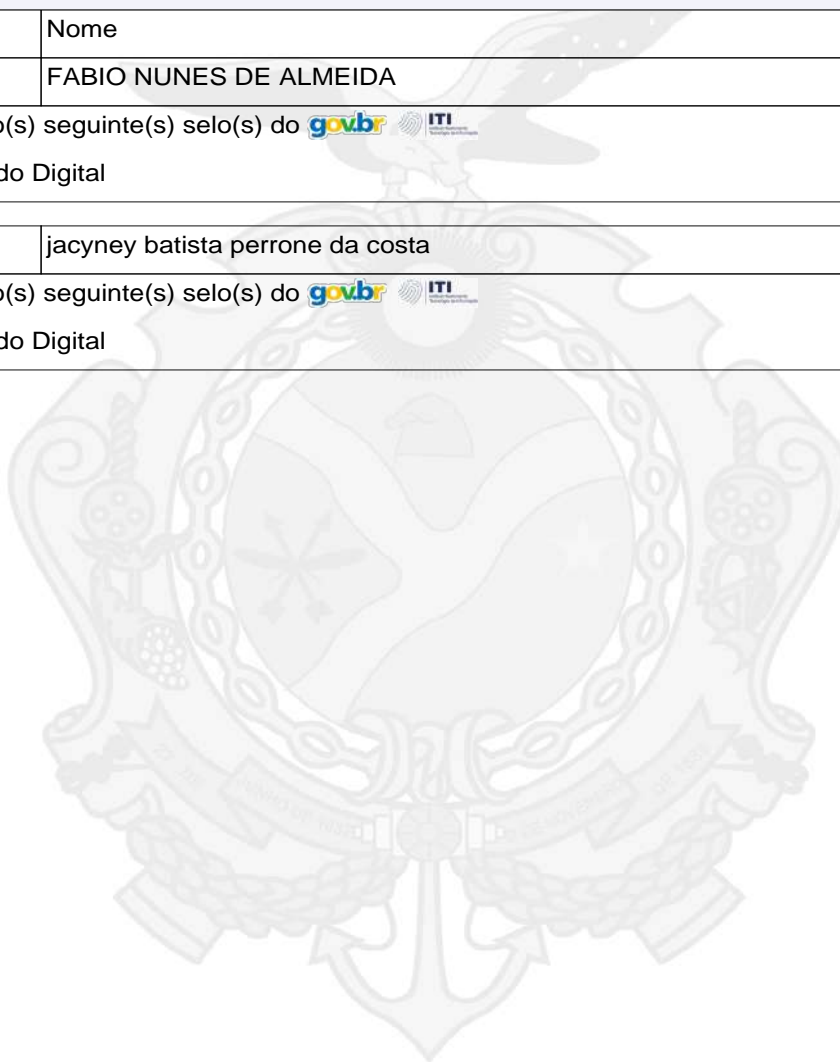 Nome
FABIO NUNES DE ALMEIDA
o(s) seguinte(s) selo(s) do gov.br ITI
do Digital
jacyney batista perrone da costa
o(s) seguinte(s) selo(s) do gov.br ITI
do Digital